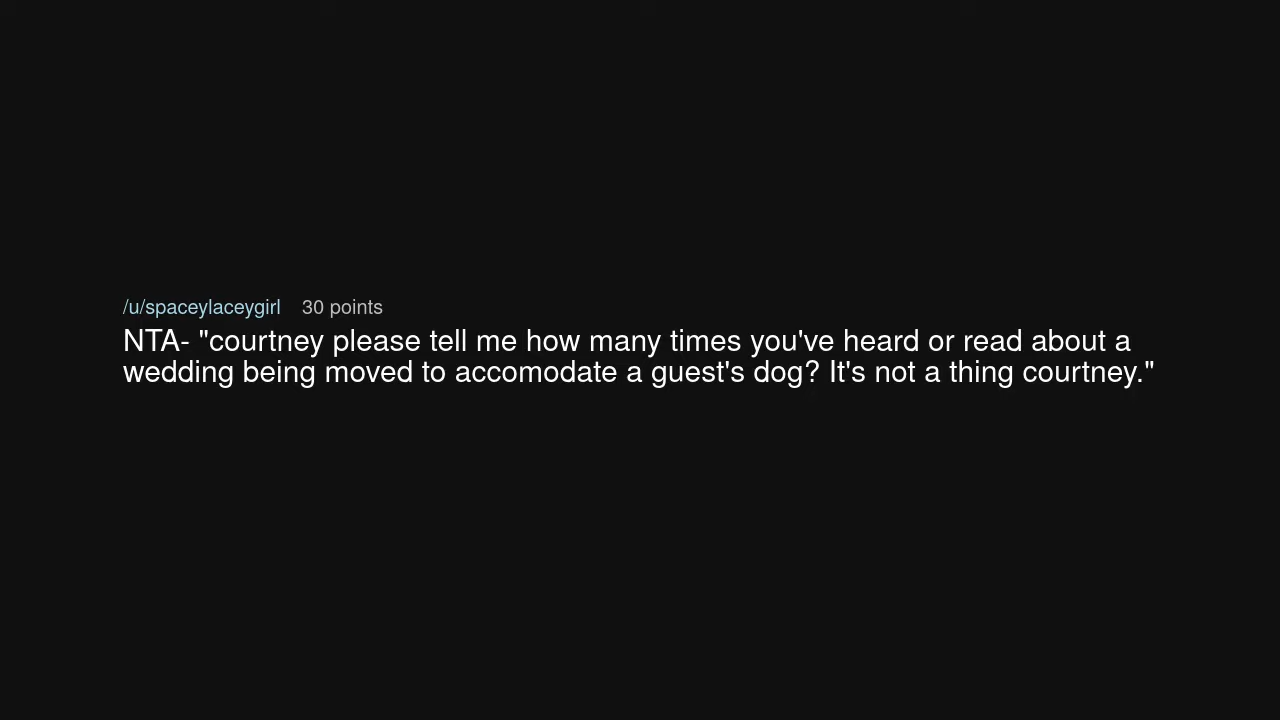 /u/spaceylaceygirl 30 points
NTA- "courtney please tell me how many times you've heard or read about a
wedding being moved to accomodate a guest's dog? It's not a thing courtney."